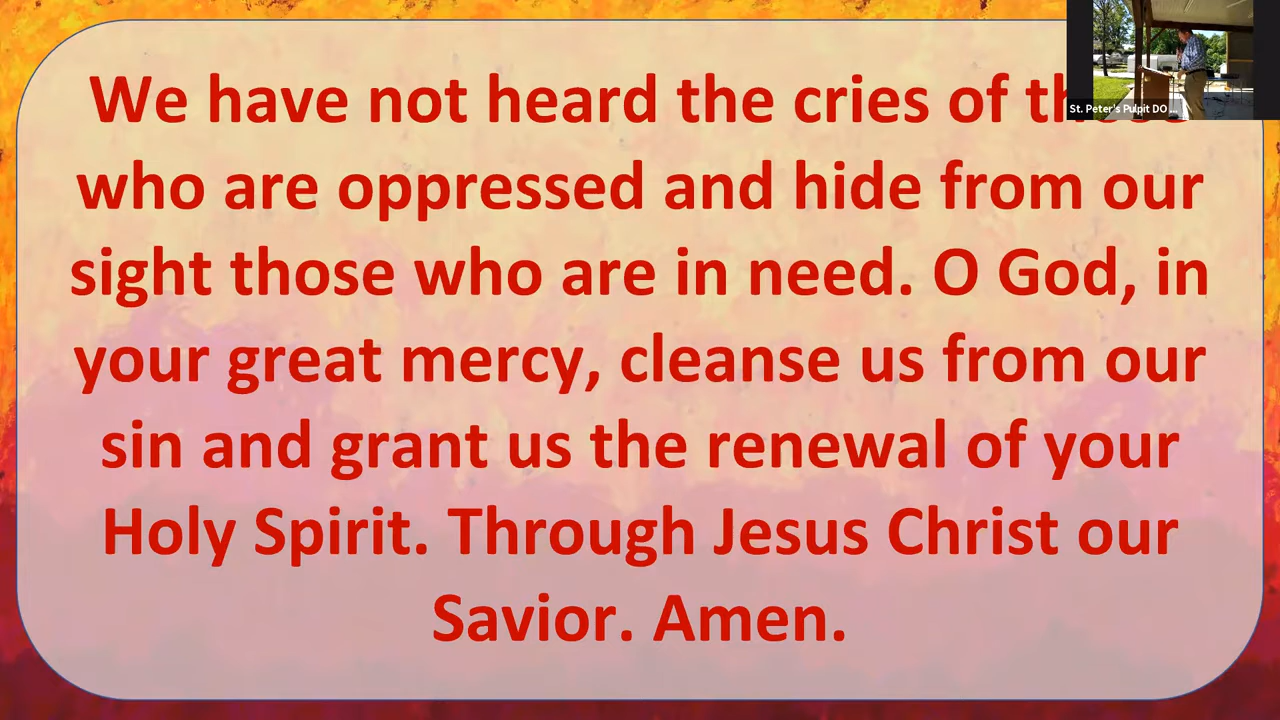 We have not heard the cries of those
who are oppressed and hide from our
sight those who are in need. O God, in
your great mercy, cleanse us from our
sin and grant us the renewal of your
Holy Spirit. Through Jesus Christ our
Savior. Amen.
St. Peter's Pulpit DO ...